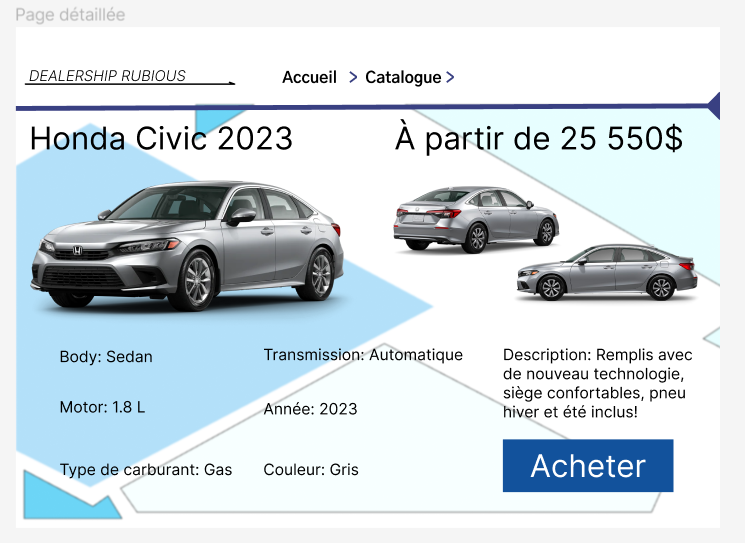 Page détaillée
DEALERSHIP RUBIOUS
Accueil > Catalogue >
Honda Civic 2023
À partir de 25 550$
Body: Sedan
Transmission: Automatique
Description: Remplis avec
de nouveau technologie,
siège confortables, pneu
hiver et été inclus!
Motor: 1.8 L
Année: 2023
Type de carburant: Gas
Couleur: Gris
Acheter